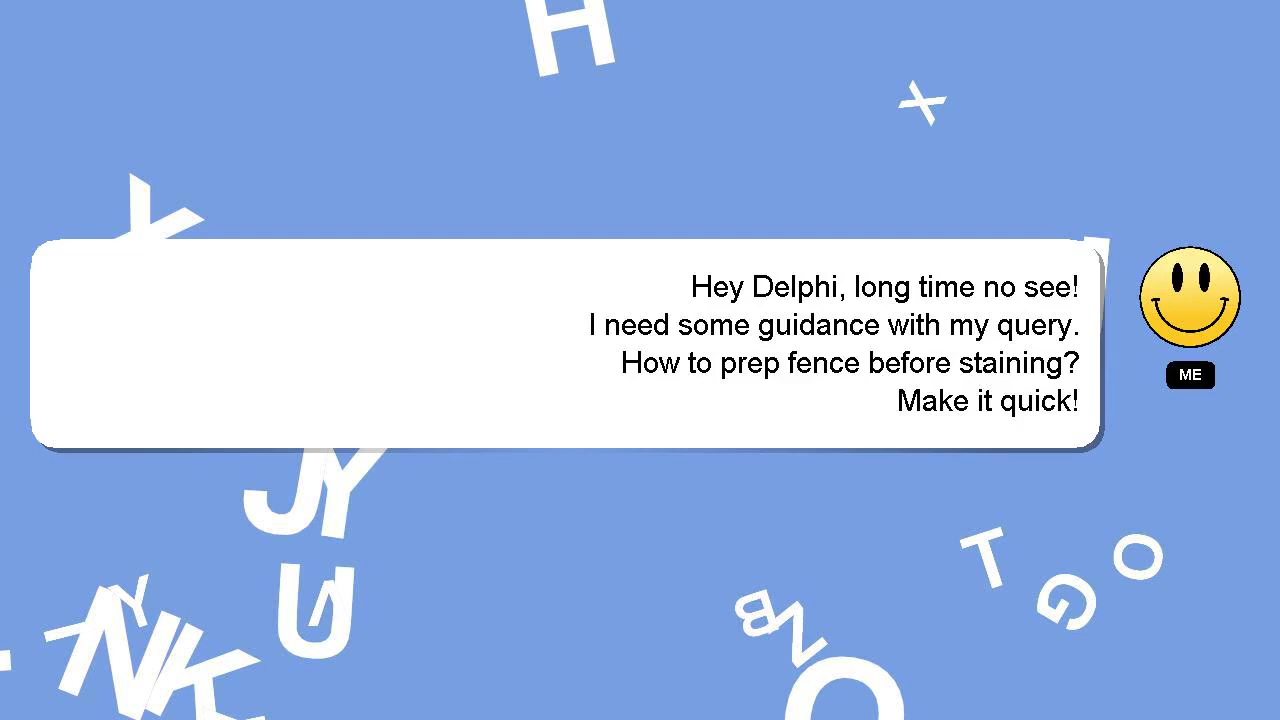 Hey Delphi, long time no see!
I need some guidance with my query.
How to prep fence before staining?
Make it quick!
ME
H
X
Y
J
Y
U
Y
N
K
B
Z
O
T
G
O